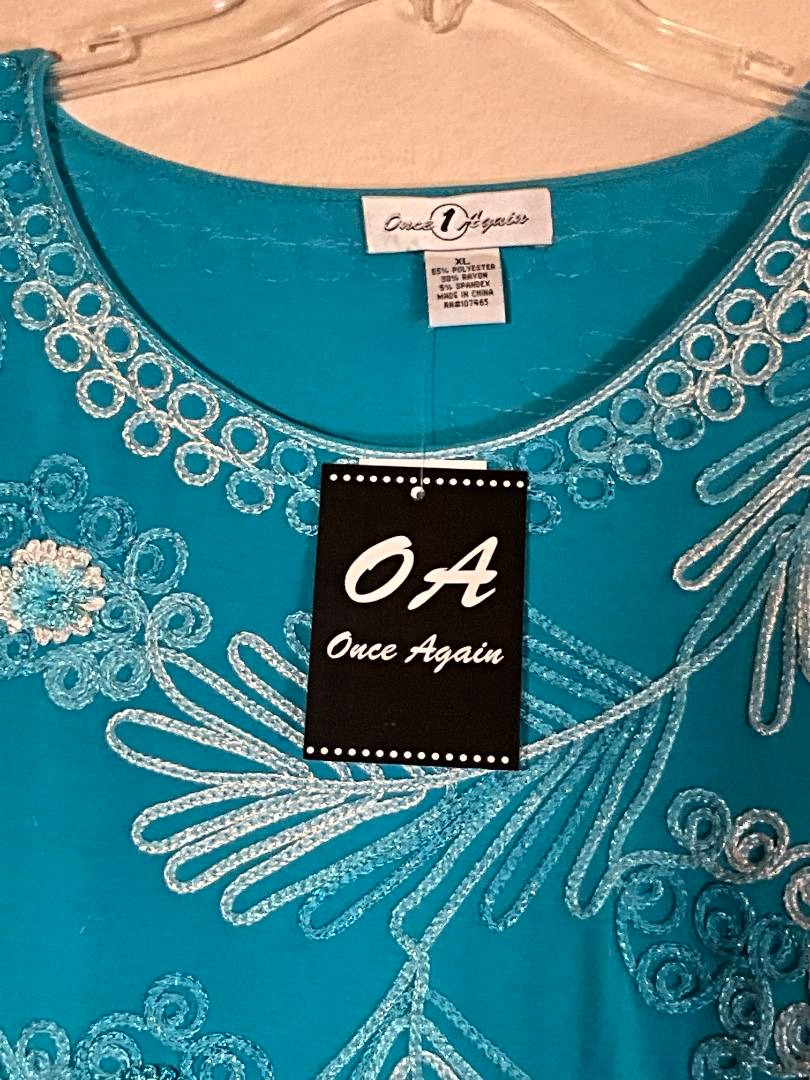 Once 1 Again
XL
65% POLYESTER
30% RAYON
5% SPANDEX
MADE IN CHINA
RN#107465
OA
Once Again